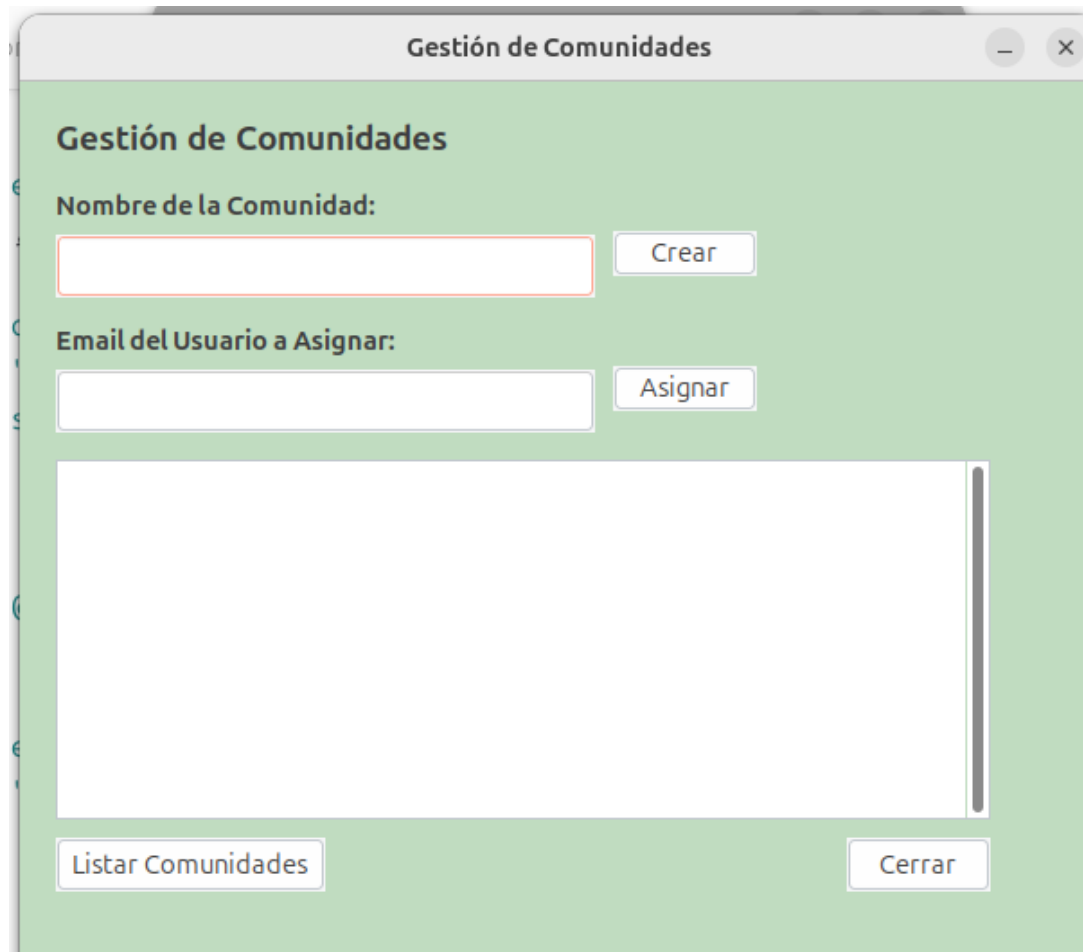 Gestión de Comunidades
Gestión de Comunidades
Nombre de la Comunidad:
Crear
Email del Usuario a Asignar:
Asignar
Listar Comunidades
Cerrar